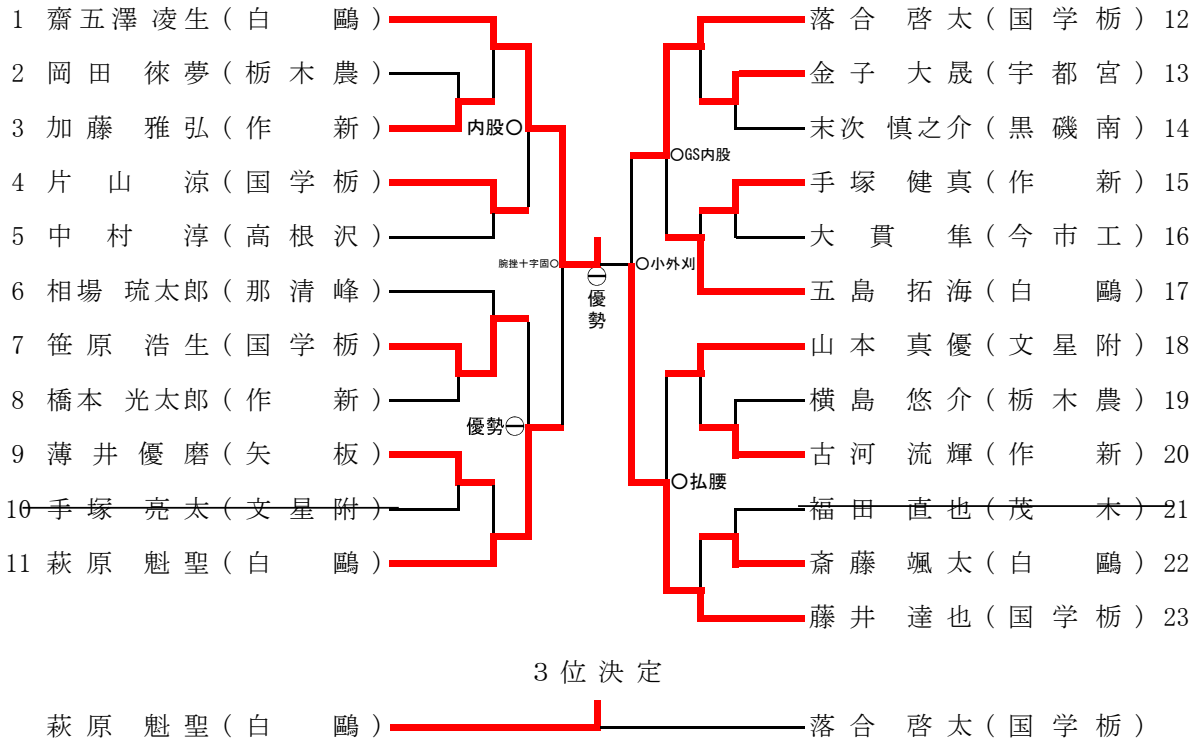 1 齋五澤 凌生(白 鷗)
2 岡田 徠夢(栃木農)
3 加藤 雅弘(作 新)
内股○
4 片山 涼(国学栃)
5 中村 淳(高根沢)
腕挫十字固○
6 相場 琉太郎(那清峰)
7 笹原 浩生(国学栃)
8 橋本 光太郎(作 新)
優勢㊀
9 薄井優磨(矢 板)
10 手塚 亮太(文星附)
11 萩原 魁聖(白 鷗)
㊀優勢
落合 啓太(国学栃) 12
金子 大晟(宇都宮) 13
末次 慎之介(黒磯南) 14
○GS内股
手塚 健真(作 新) 15
大貫 隼(今市工) 16
○小外刈
五島 拓海(白 鷗) 17
山本 真優(文星附) 18
横島 悠介(栃木農) 19
古河 流輝(作 新) 20
○払腰
福田 直也(茂 木) 21
斎藤 颯太(白 鷗) 22
藤井 達也(国学栃) 23
3位決定
萩原 魁聖(白 鷗)
落合 啓太(国学栃)